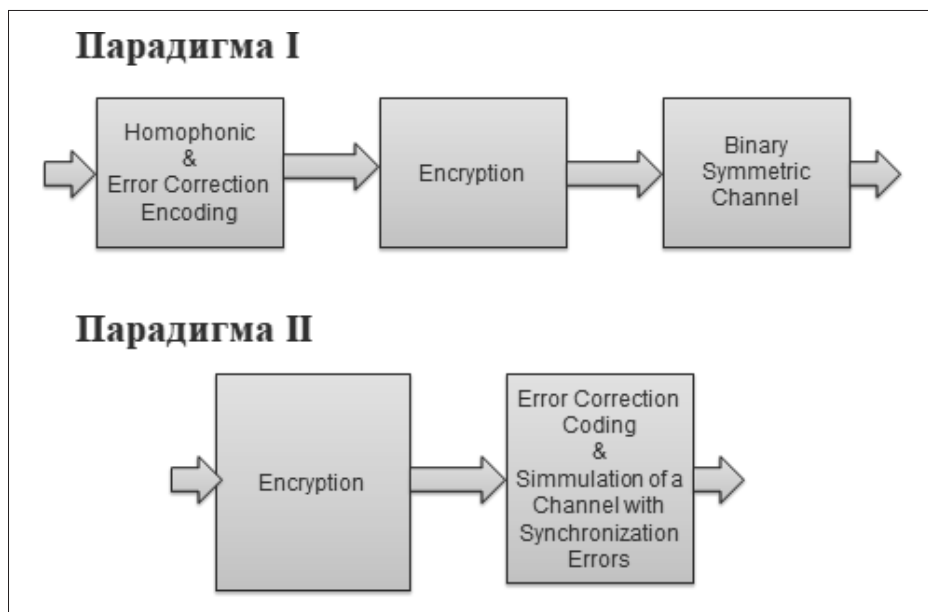 Парадигма I
Homophonic
&
Error Correction
Encoding
Encryption
Binary
Symmetric
Channel
Парадигма II
Encryption
Error Correction
Coding
&
Simmulation of a
Channel with
Synchronization
Errors